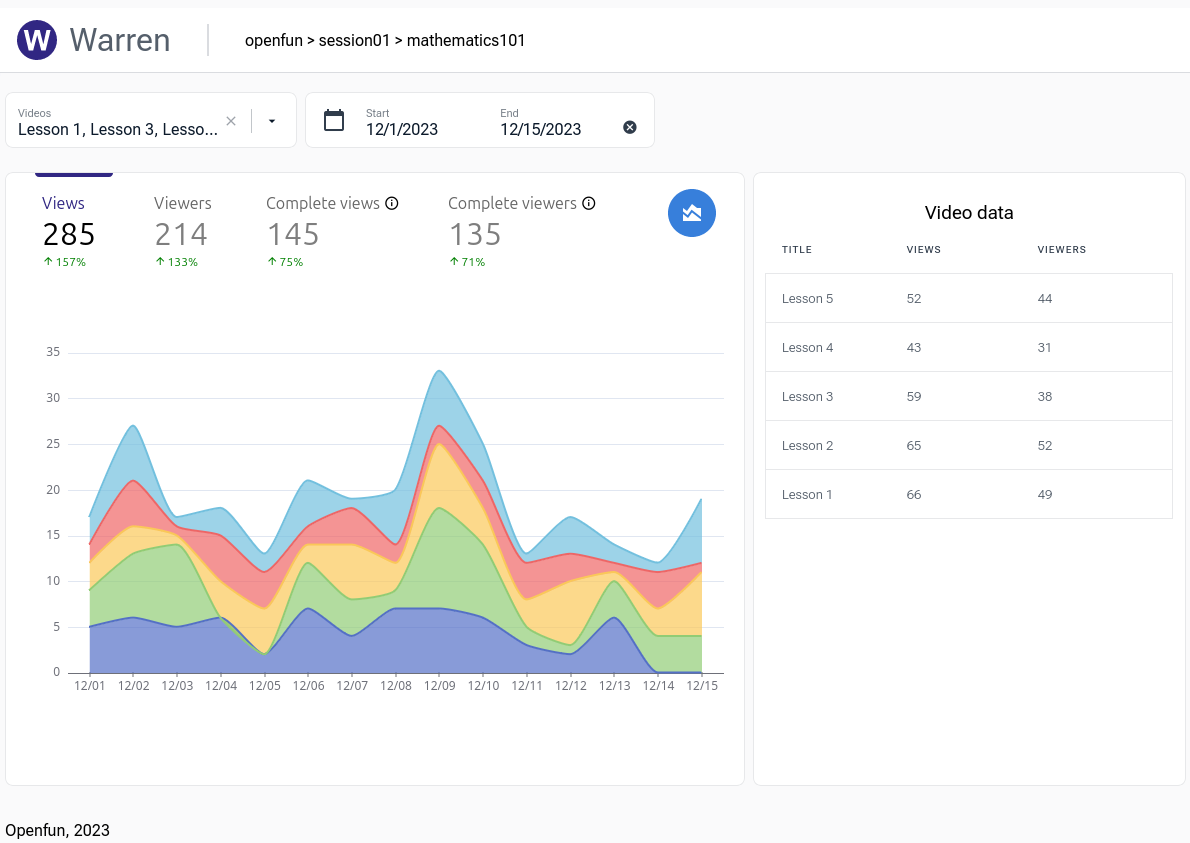 W Warren
openfun > session01 > mathematics101
Videos
Lesson 1, Lesson 3, Lesso...
Start
12/1/2023
End
12/15/2023
Views
285
157%
Viewers
214
133%
Complete views
145
75%
Complete viewers
135
71%
35
30
25
20
15
10
5
0
12/01 12/02 12/03 12/04 12/05 12/06 12/07 12/08 12/09 12/10 12/11 12/12 12/13 12/14 12/15
Video data
TITLE VIEWS VIEWERS
Lesson 5 52 44
Lesson 4 43 31
Lesson 3 59 38
Lesson 2 65 52
Lesson 1 66 49
Openfun, 2023